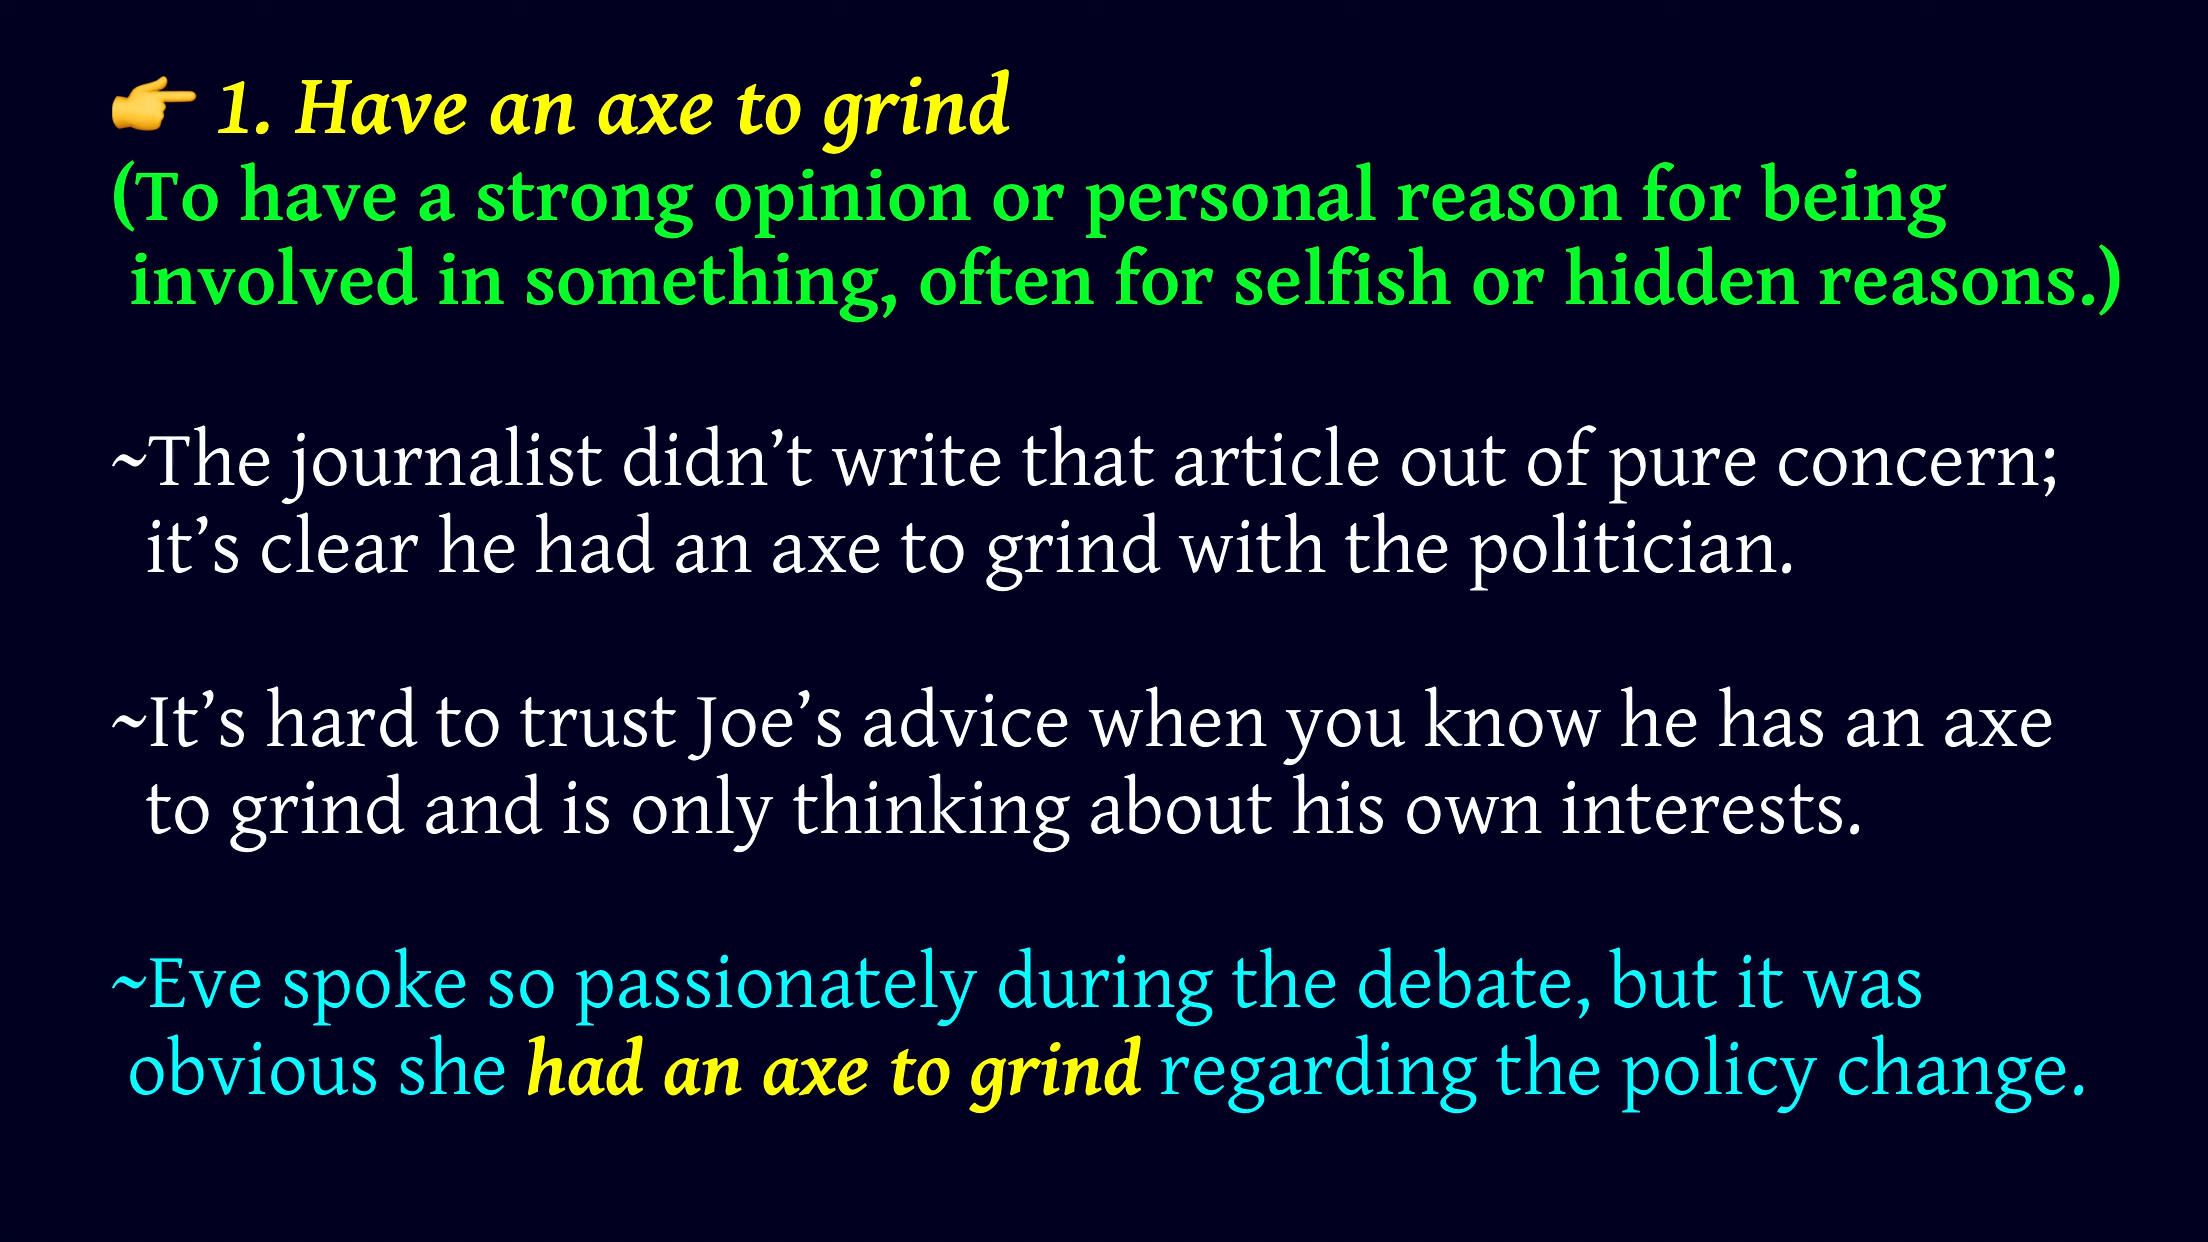 👉 1. Have an axe to grind
(To have a strong opinion or personal reason for being
involved in something, often for selfish or hidden reasons.)
~The journalist didn’t write that article out of pure concern;
it’s clear he had an axe to grind with the politician.
~It’s hard to trust Joe’s advice when you know he has an axe
to grind and is only thinking about his own interests.
~Eve spoke so passionately during the debate, but it was
obvious she had an axe to grind regarding the policy change.